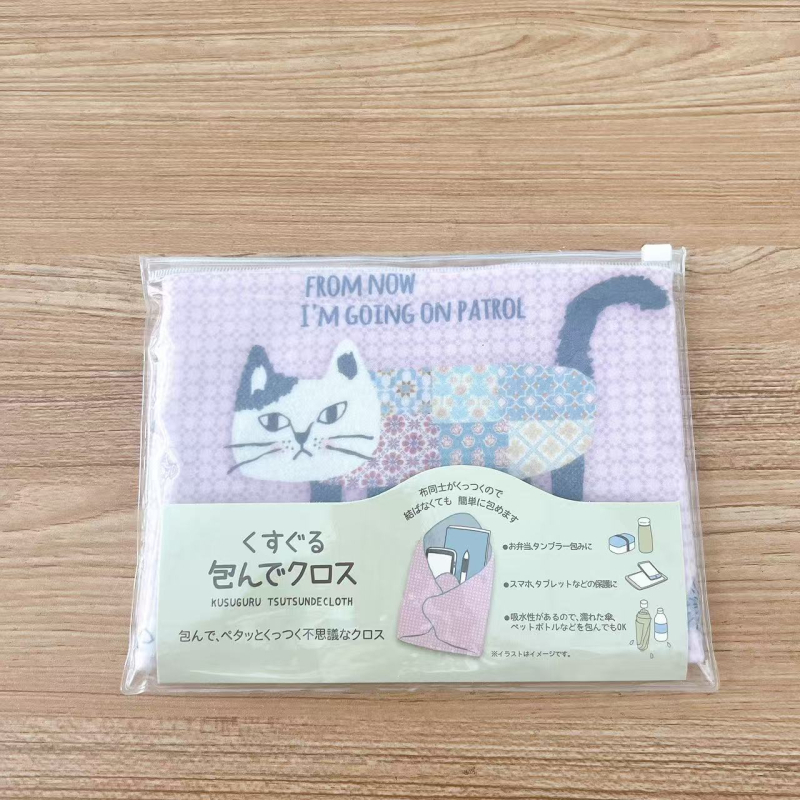 FROM NOW
I'M GOING ON PATROL
布同士がくっつくので
結ばなくても 簡単に包めます
くすぐる
包んでクロス
KUSUGURU TSUTSUNDECLOTH
包んで、ペタッとくっつく不思議なクロス
●お弁当、タンブラー包みに
●スマホ、タブレットなどの保護に
●吸水性があるので、濡れた傘、
ペットボトルなどを包んでもOK
※イラストはイメージです。